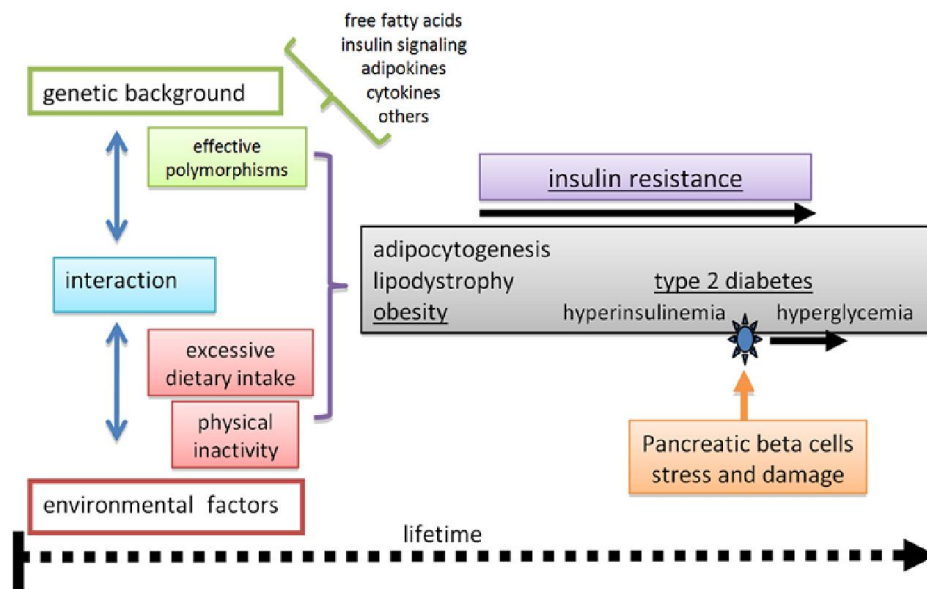 free fatty acids
insulin signaling
adipokines
cytokines
others
genetic background
effective
polymorphisms
interaction
excessive
dietary intake
physical
inactivity
environmental factors
insulin resistance
adipocytogenesis
lipodystrophy
obesity
type 2 diabetes
hyperinsulinemia
hyperglycemia
Pancreatic beta cells
stress and damage
lifetime